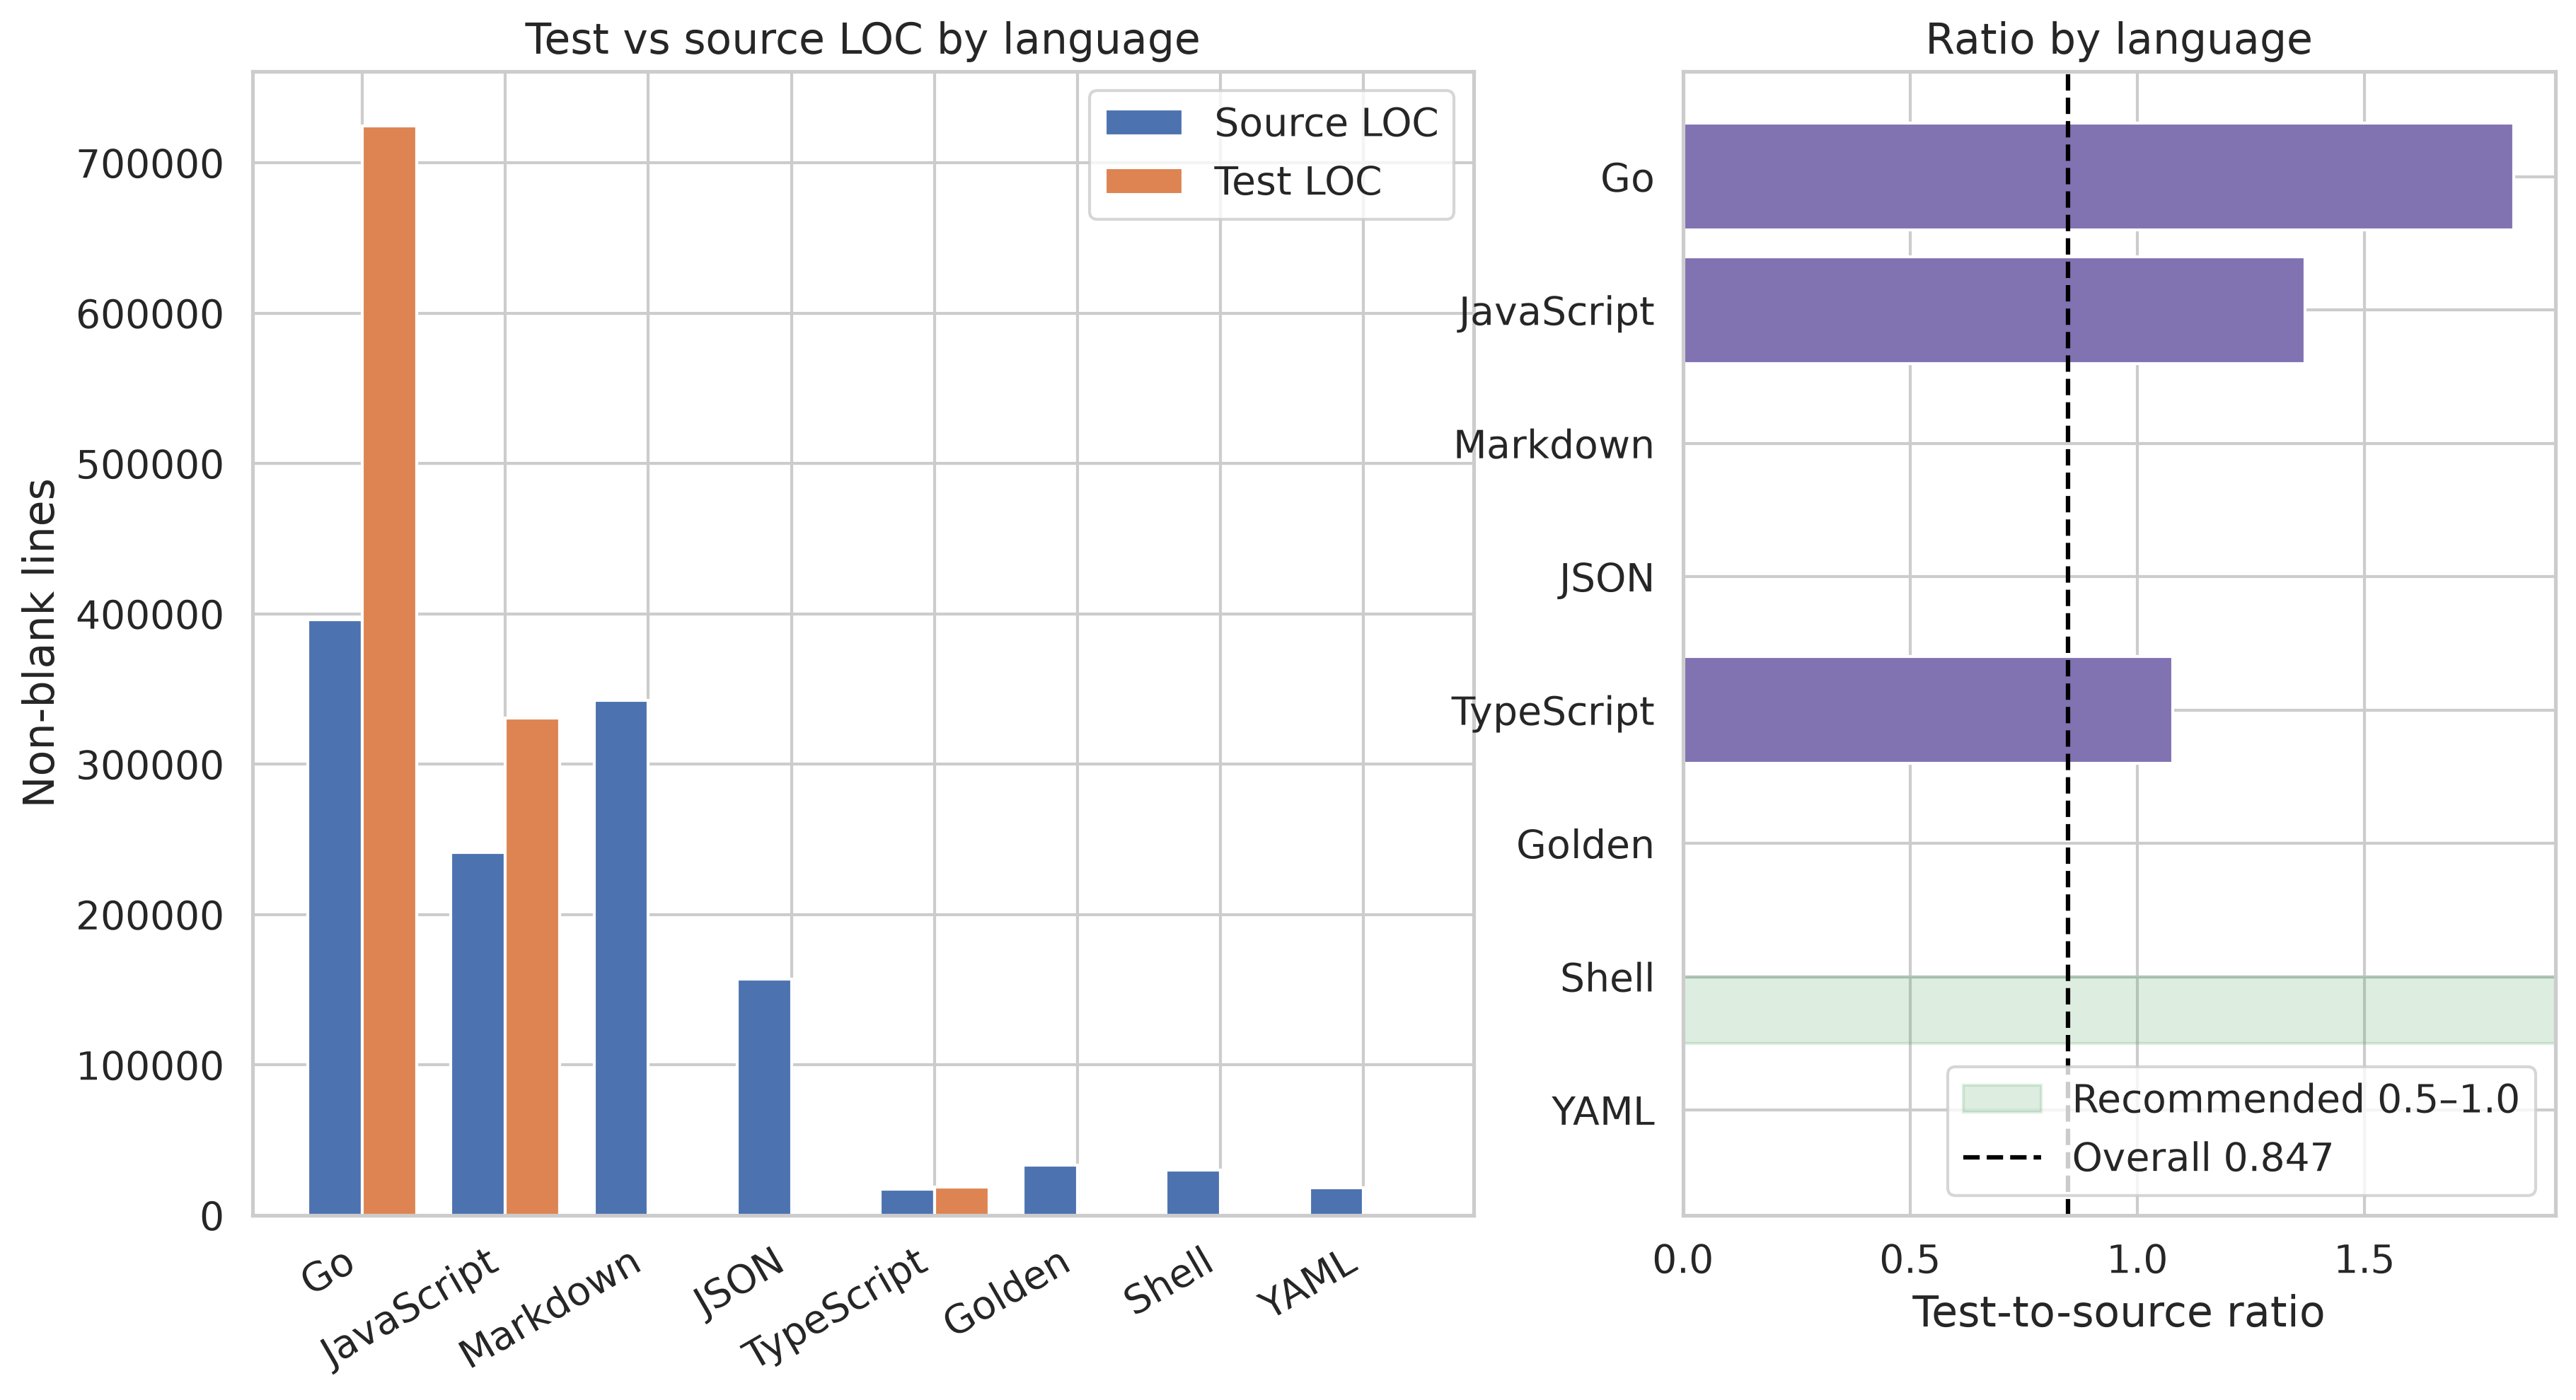 Test vs source LOC by language
Source LOC
Test LOC
Non-blank lines
700000
600000
500000
400000
300000
200000
100000
0
Go
JavaScript
Markdown
JSON
TypeScript
Golden
Shell
YAML
Ratio by language
Go
JavaScript
Markdown
JSON
TypeScript
Golden
Shell
YAML
Recommended 0.5–1.0
Overall 0.847
0.0
0.5
1.0
1.5
Test-to-source ratio